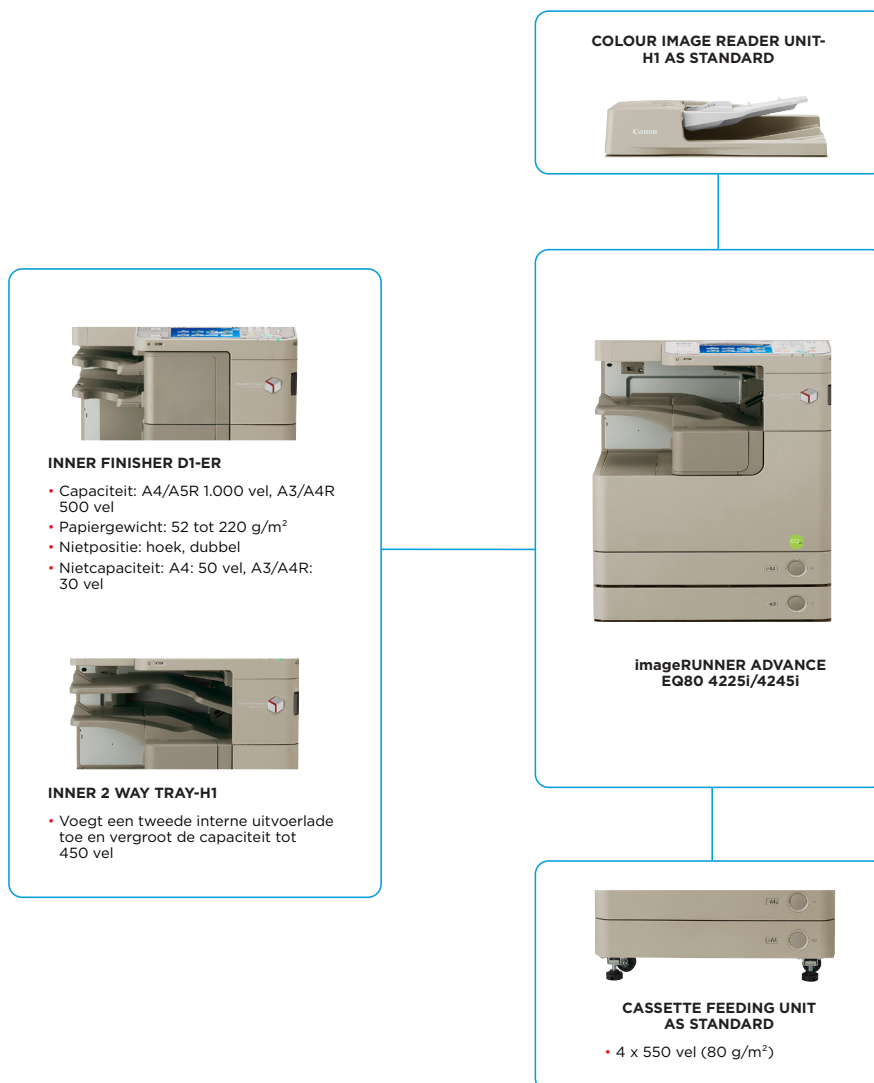 COLOUR IMAGE READER UNIT-
H1 AS STANDARD
Canon
INNER FINISHER D1-ER
• Capaciteit: A4/A5R 1.000 vel, A3/A4R
500 vel
• Papiergewicht: 52 tot 220 g/m²
• Nietpositie: hoek, dubbel
• Nietcapaciteit: A4: 50 vel, A3/A4R:
30 vel
INNER 2 WAY TRAY-H1
• Voegt een tweede interne uitvoerlade
toe en vergroot de capaciteit tot
450 vel
imageRUNNER ADVANCE
EQ80 4225i/4245i
CASSETTE FEEDING UNIT
AS STANDARD
• 4 x 550 vel (80 g/m²)